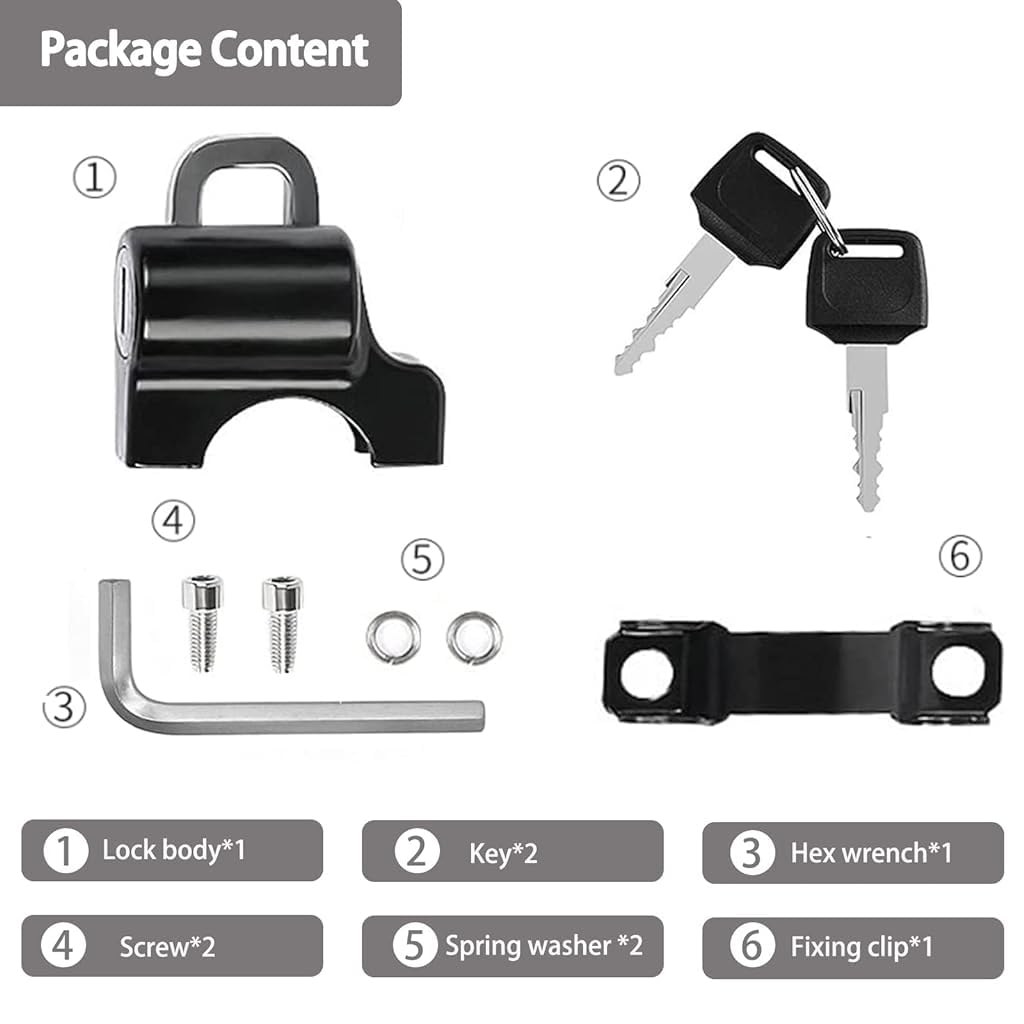 Package Content
①
②
④
⑤
⑥
③
1 Lock body*1
2 Key*2
3 Hex wrench*1
4 Screw*2
5 Spring washer *2
6 Fixing clip*1